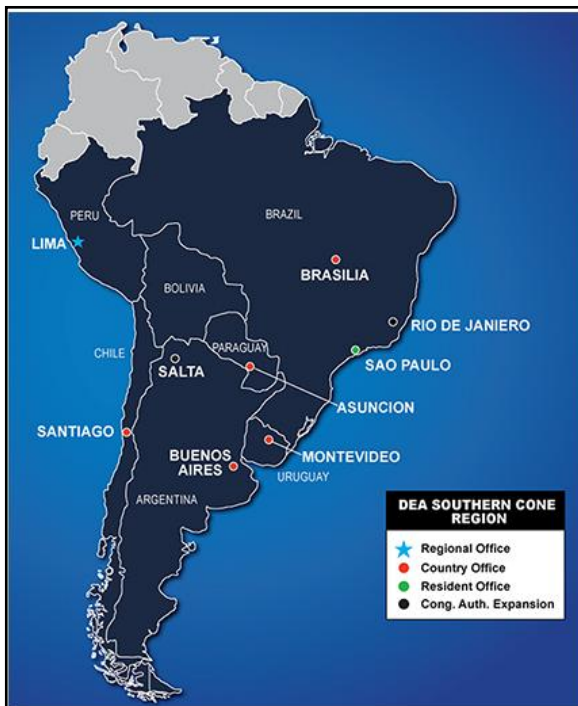 PERU
BRAZIL
LIMA
BRASILIA
BOLIVIA
RIO DE JANIERO
PARAGUAY
CHILE
SALTA
SAO PAULO
ASUNCION
SANTIAGO
BUENOS
AIRES
MONTEVIDEO
URUGUAY
ARGENTINA
DEA SOUTHERN CONE
REGION
Regional Office
Country Office
Resident Office
Cong. Auth. Expansion